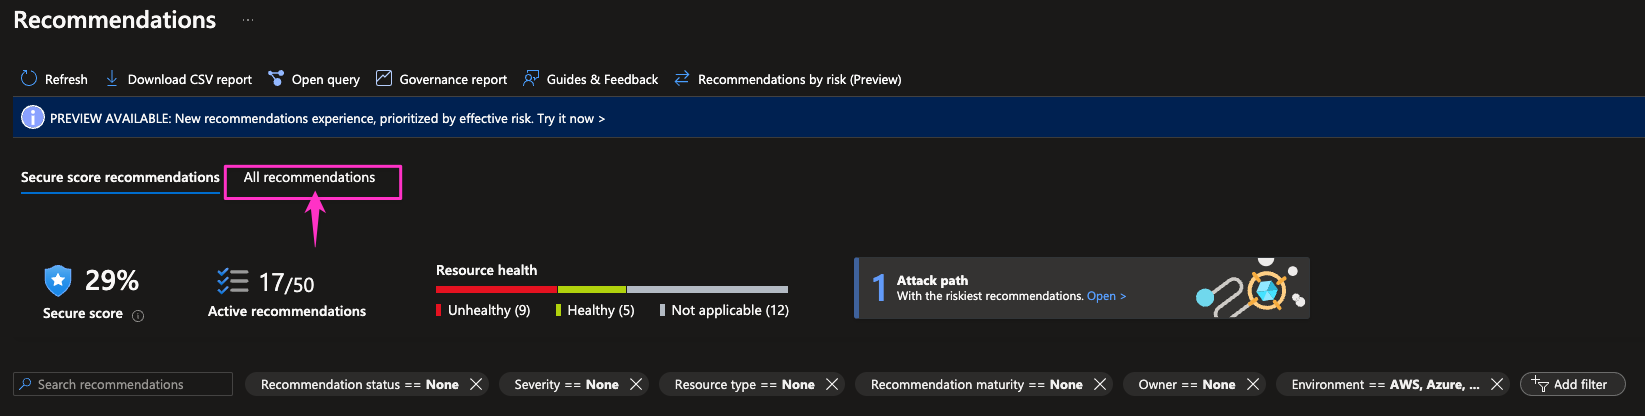 Recommendations ...
Refresh Download CSV report Open query Governance report Guides & Feedback Recommendations by risk (Preview)
PREVIEW AVAILABLE: New recommendations experience, prioritized by effective risk. Try it now >
Secure score recommendations All recommendations
29%
Secure score
17/50
Active recommendations
Resource health
Unhealthy (9) Healthy (5) Not applicable (12)
1
Attack path
With the riskiest recommendations. Open >
Search recommendations Recommendation status == None Severity == None Resource type == None Recommendation maturity == None Owner == None Environment == AWS, Azure, ... Add filter